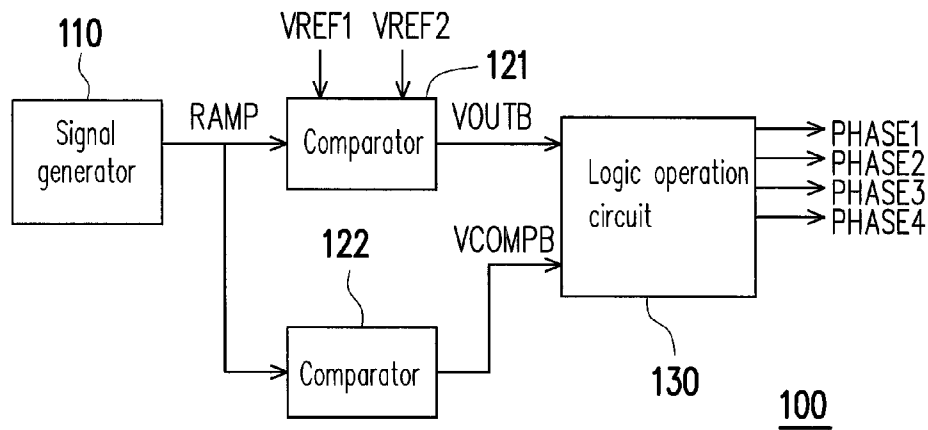 110
Signal
generator
RAMP
VREF1
VREF2
121
Comparator
VOUTB
122
Comparator
VCOMPB
Logic operation
circuit
130
PHASE1
PHASE2
PHASE3
PHASE4
100